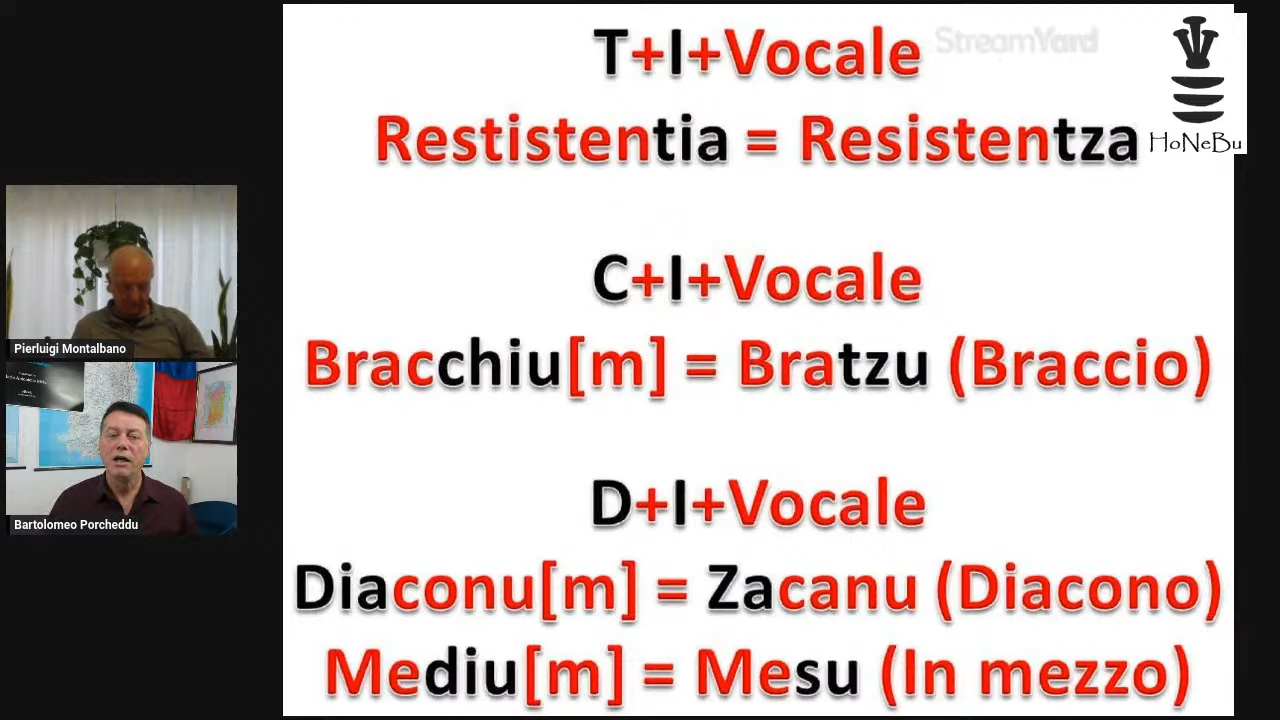 T+I+Vocale
StreamYard
Restistentia = Resistentza
HoNeBu
C+I+Vocale
Bracchiu[m] = Bratzu (Braccio)
D+I+Vocale
Diaconu[m] = Zacanu (Diacono)
Mediu[m] = Mesu (In mezzo)
Pierluigi Montalbano
Bartolomeo Porcheddu